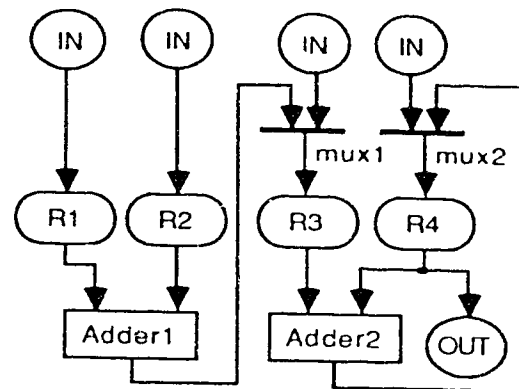 IN IN IN IN
mux1 mux2
R1 R2 R3 R4
Adder1 Adder2 OUT